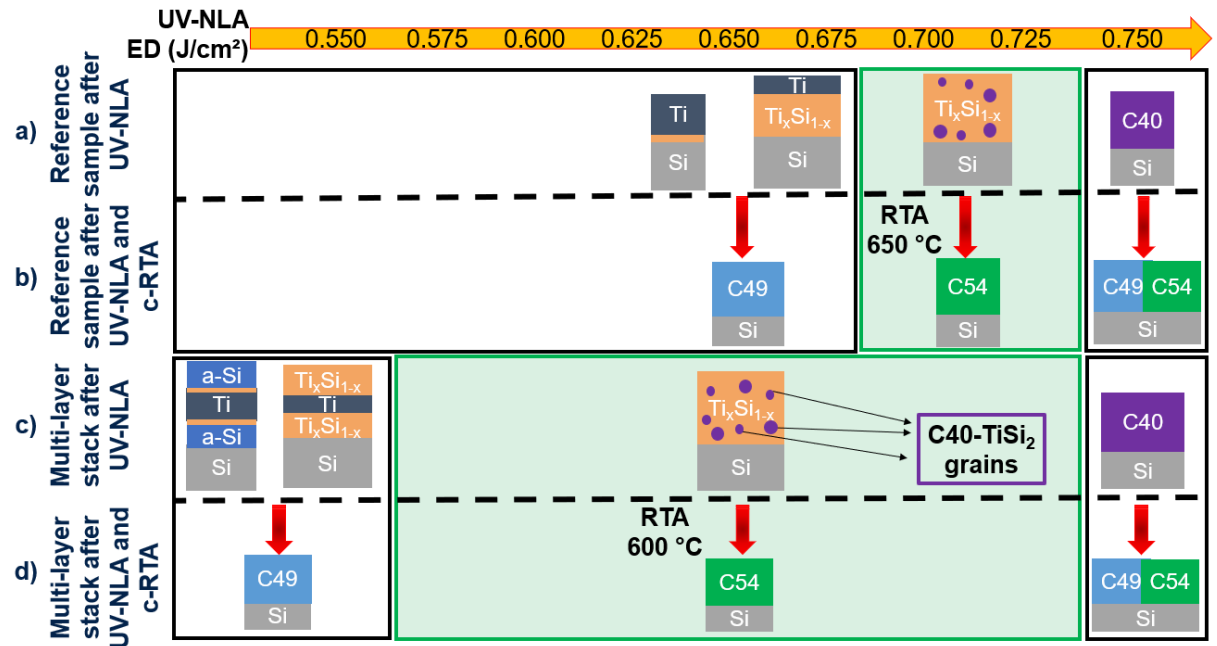 UV-NLA
ED (J/cm²)
0.550 0.575 0.600 0.625 0.650 0.675 0.700 0.725 0.750
a)
Reference
sample after
UV-NLA
Ti
Si
Ti
TiₓSi₁₋ₓ
Si
TiₓSi₁₋ₓ
Si
C40
Si
b)
Reference
sample after
UV-NLA and
c-RTA
C49
Si
RTA
650 °C
C54
Si
C49 C54
Si
c)
Multi-layer
stack after
UV-NLA
a-Si
Ti
a-Si
Si
TiₓSi₁₋ₓ
Ti
TiₓSi₁₋ₓ
Si
TiₓSi₁₋ₓ
Si
C40-TiSi₂
grains
C40
Si
d)
Multi-layer
stack after
UV-NLA and
c-RTA
C49
Si
RTA
600 °C
C54
Si
C49 C54
Si